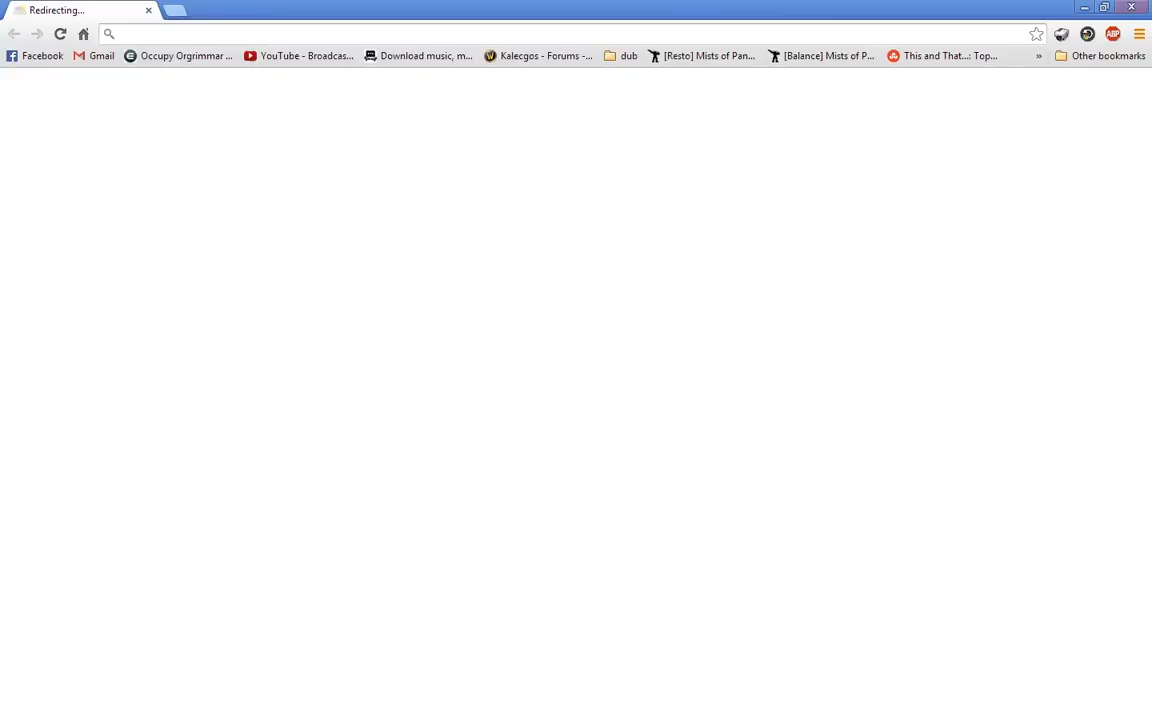 Redirecting...
Facebook Gmail Occupy Orgrimmar ... YouTube - Broadcas... Download music, m... Kalecgos - Forums -... dub [Resto] Mists of Pan... [Balance] Mists of P... This and That...: Top... » Other bookmarks
ABP